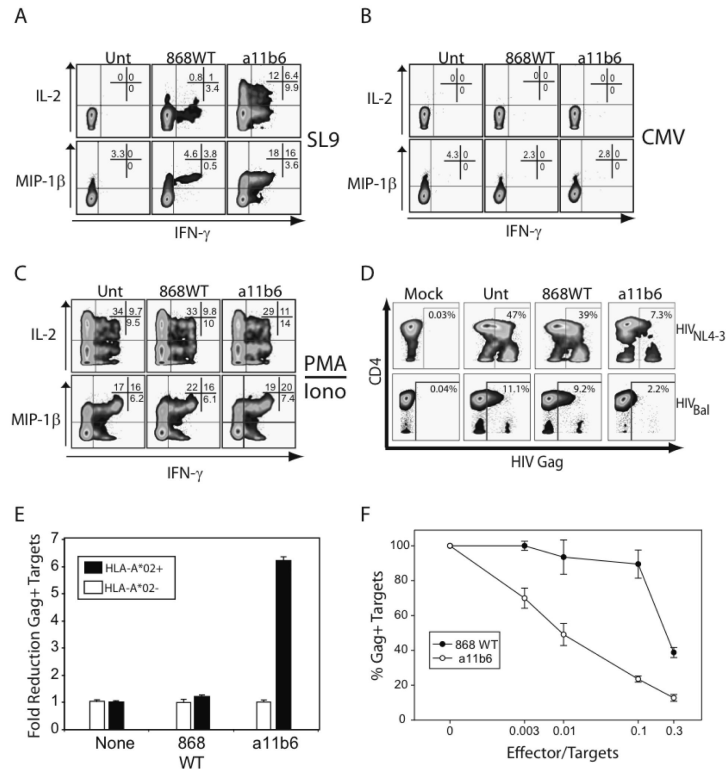 A
Unt 868WT a11b6
IL-2
0 0 0
0.8 1 3.4
12 6.4 9.9
SL9
MIP-1β
3.3 0 0
4.6 3.8 0.5
18 16 3.6
IFN-γ
B
Unt 868WT a11b6
IL-2
0 0 0
0 0 0
0 0 0
CMV
MIP-1β
4.3 0 0
2.3 0 0
2.8 0 0
IFN-γ
C
Unt 868WT a11b6
IL-2
34 9.7 9.5
33 9.8 10
29 11 14
PMA
Iono
MIP-1β
17 16 6.2
22 16 6.1
19 20 7.4
IFN-γ
D
Mock Unt 868WT a11b6
0.03% 47% 39% 7.3%
HIVNL4-3
CD4
0.04% 11.1% 9.2% 2.2%
HIVBal
HIV Gag
E
Fold Reduction Gag+ Targets
7
6
5
4
3
2
1
0
HLA-A*02+
HLA-A*02-
None 868 WT a11b6
F
% Gag+ Targets
100
80
60
40
20
0
868 WT
a11b6
0 0.003 0.01 0.1 0.3
Effector/Targets